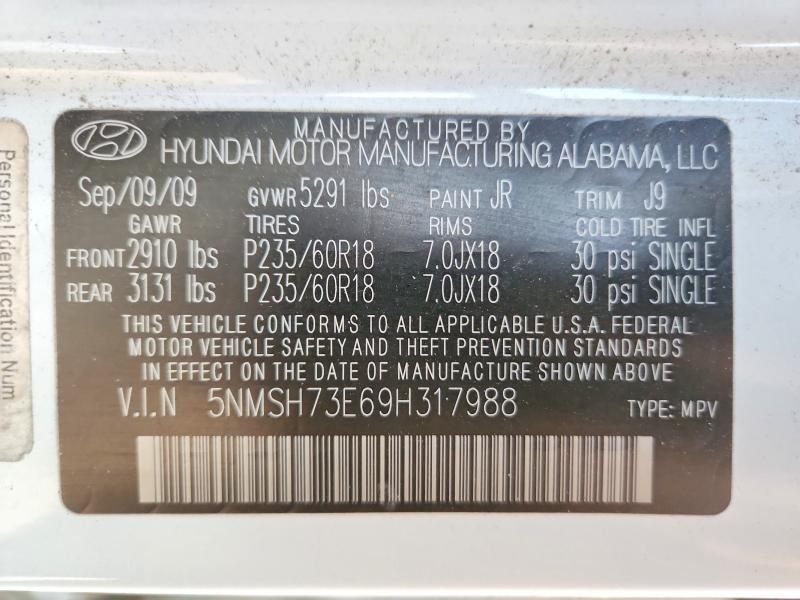 MANUFACTURED BY
HYUNDAI MOTOR MANUFACTURING ALABAMA, LLC
Sep/09/09 GVWR 5291 lbs PAINT JR TRIM J9
GAWR TIRES RIMS COLD TIRE INFL
FRONT 2910 lbs P235/60R18 7.0JX18 30 psi SINGLE
REAR 3131 lbs P235/60R18 7.0JX18 30 psi SINGLE
THIS VEHICLE CONFORMS TO ALL APPLICABLE U.S.A. FEDERAL
MOTOR VEHICLE SAFETY AND THEFT PREVENTION STANDARDS
IN EFFECT ON THE DATE OF MANUFACTURE SHOWN ABOVE.
V.I.N 5NMSH73E69H317988 TYPE: MPV
Personal Identification Num